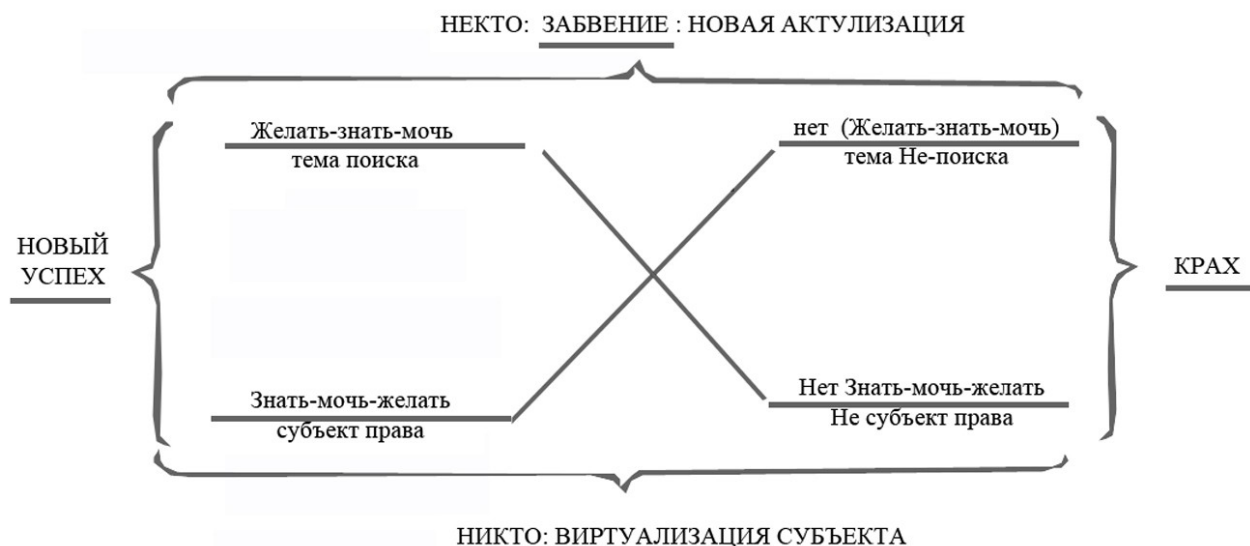 НЕКТО: ЗАБВЕНИЕ : НОВАЯ АКТУЛИЗАЦИЯ
Желать-знать-мочь
тема поиска
нет (Желать-знать-мочь)
тема Не-поиска
НОВЫЙ
УСПЕХ
КРАХ
Знать-мочь-желать
субъект права
Нет Знать-мочь-желать
Не субъект права
НИКТО: ВИРТУАЛИЗАЦИЯ СУБЪЕКТА